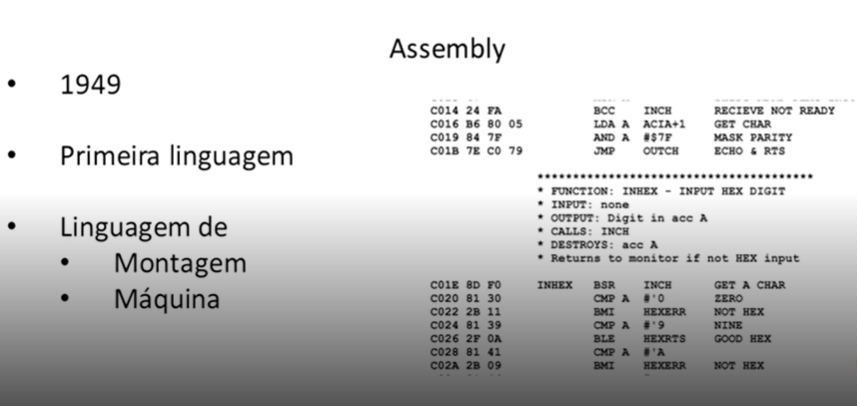 Assembly
• 1949
• Primeira linguagem
• Linguagem de
• Montagem
• Máquina
C014 24 FA BCC INCH RECIEVE NOT READY
C016 B6 80 05 LDA A ACIA+1 GET CHAR
C019 84 7F AND A #$7F MASK PARITY
C01B 7E C0 79 JMP OUTCH ECHO & RTS
***************************************
* FUNCTION: INHEX - INPUT HEX DIGIT
* INPUT: none
* OUTPUT: Digit in acc A
* CALLS: INCH
* DESTROYS: acc A
* Returns to monitor if not HEX input
C01E 8D F0 INHEX BSR INCH GET A CHAR
C020 81 30 CMP A #'0 ZERO
C022 2B 11 BMI HEXERR NOT HEX
C024 81 39 CMP A #'9 NINE
C026 2F 0A BLE HEXRTS GOOD HEX
C028 81 41 CMP A #'A
C02A 2B 09 BMI HEXERR NOT HEX